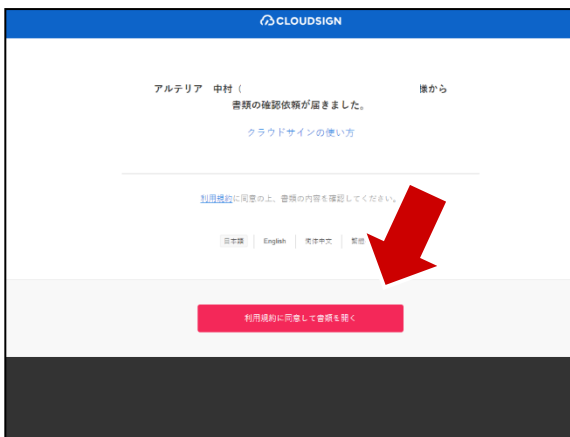 CLOUDSIGN
アルテリア 中村（
様から
書類の確認依頼が届きました。
クラウドサインの使い方
利用規約に同意の上、書類の内容を確認してください。
日本語 English 简体中文 繁體
利用規約に同意して書類を開く